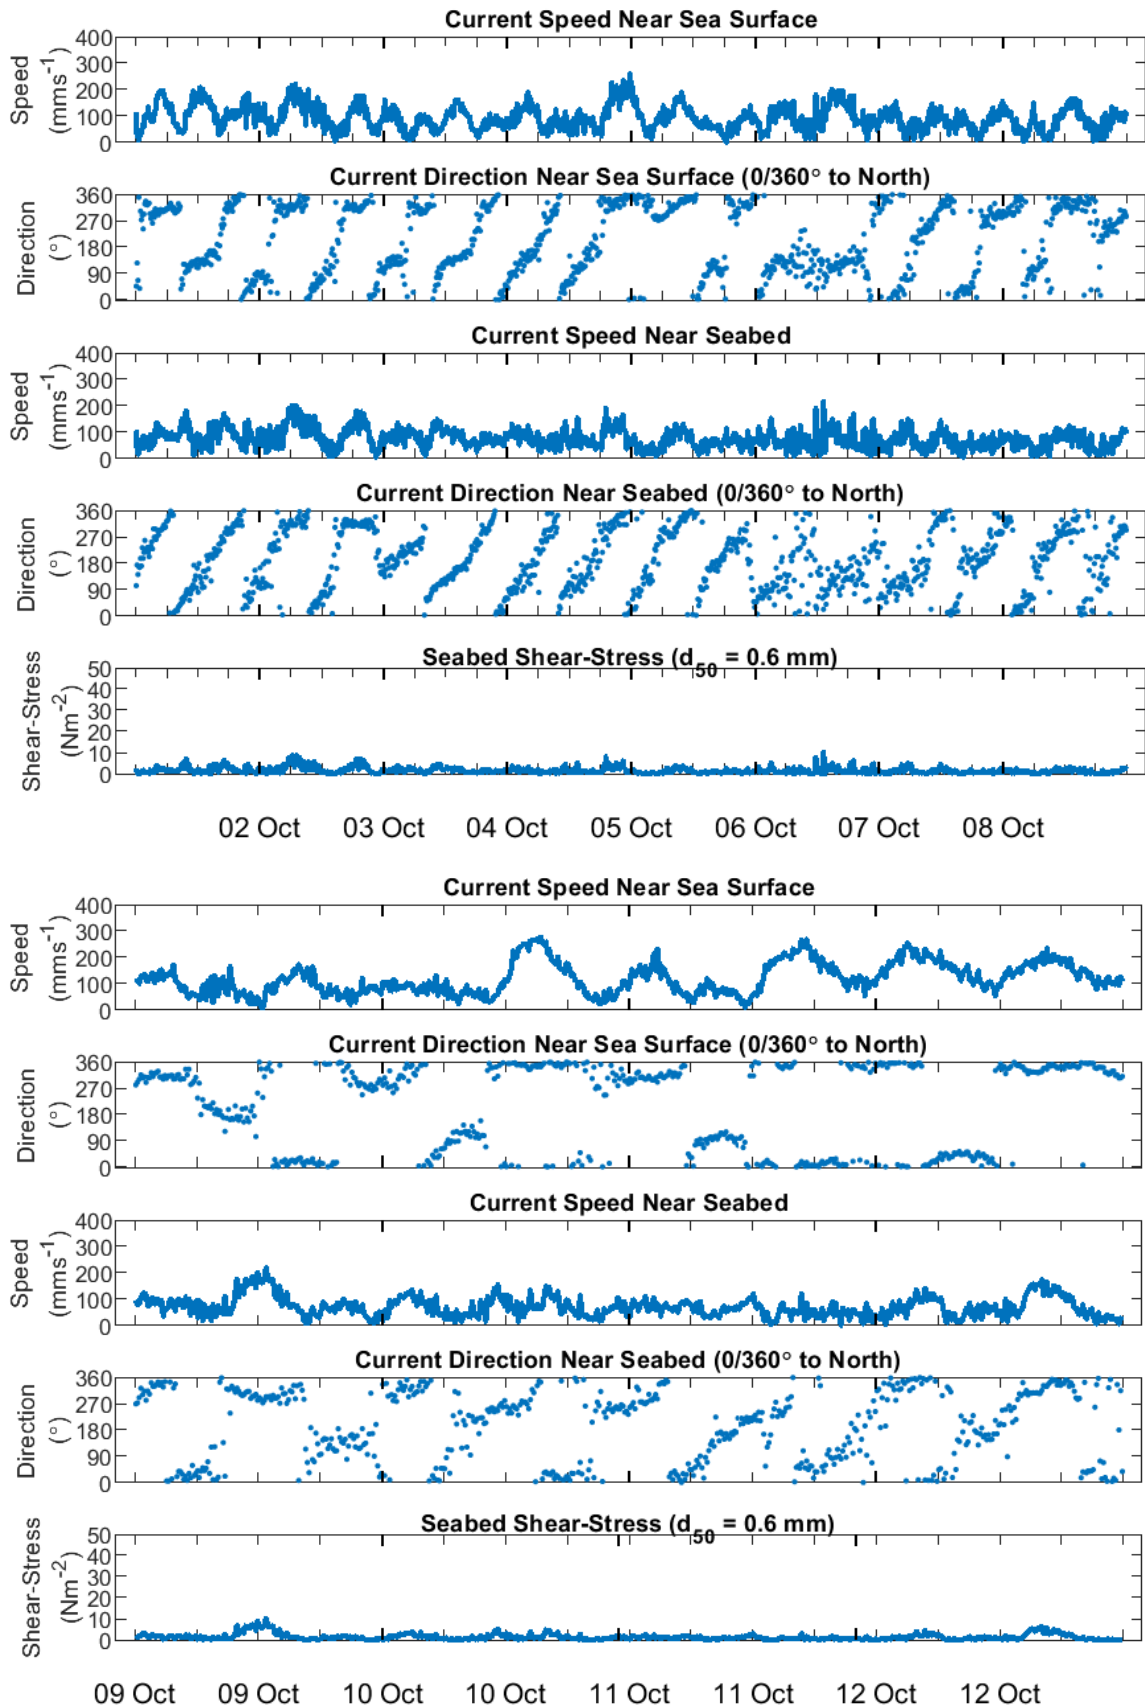 Current Speed Near Sea Surface
Speed
(mms⁻¹)
400
300
200
100
0
Current Direction Near Sea Surface (0/360° to North)
Direction
(°)
360
270
180
90
0
Current Speed Near Seabed
Speed
(mms⁻¹)
400
300
200
100
0
Current Direction Near Seabed (0/360° to North)
Direction
(°)
360
270
180
90
0
Seabed Shear-Stress (d₅₀ = 0.6 mm)
Shear-Stress
(Nm⁻²)
50
40
30
20
10
0
02 Oct 03 Oct 04 Oct 05 Oct 06 Oct 07 Oct 08 Oct
Current Speed Near Sea Surface
Speed
(mms⁻¹)
400
300
200
100
0
Current Direction Near Sea Surface (0/360° to North)
Direction
(°)
360
270
180
90
0
Current Speed Near Seabed
Speed
(mms⁻¹)
400
300
200
100
0
Current Direction Near Seabed (0/360° to North)
Direction
(°)
360
270
180
90
0
Seabed Shear-Stress (d₅₀ = 0.6 mm)
Shear-Stress
(Nm⁻²)
50
40
30
20
10
0
09 Oct 09 Oct 10 Oct 10 Oct 11 Oct 11 Oct 12 Oct 12 Oct